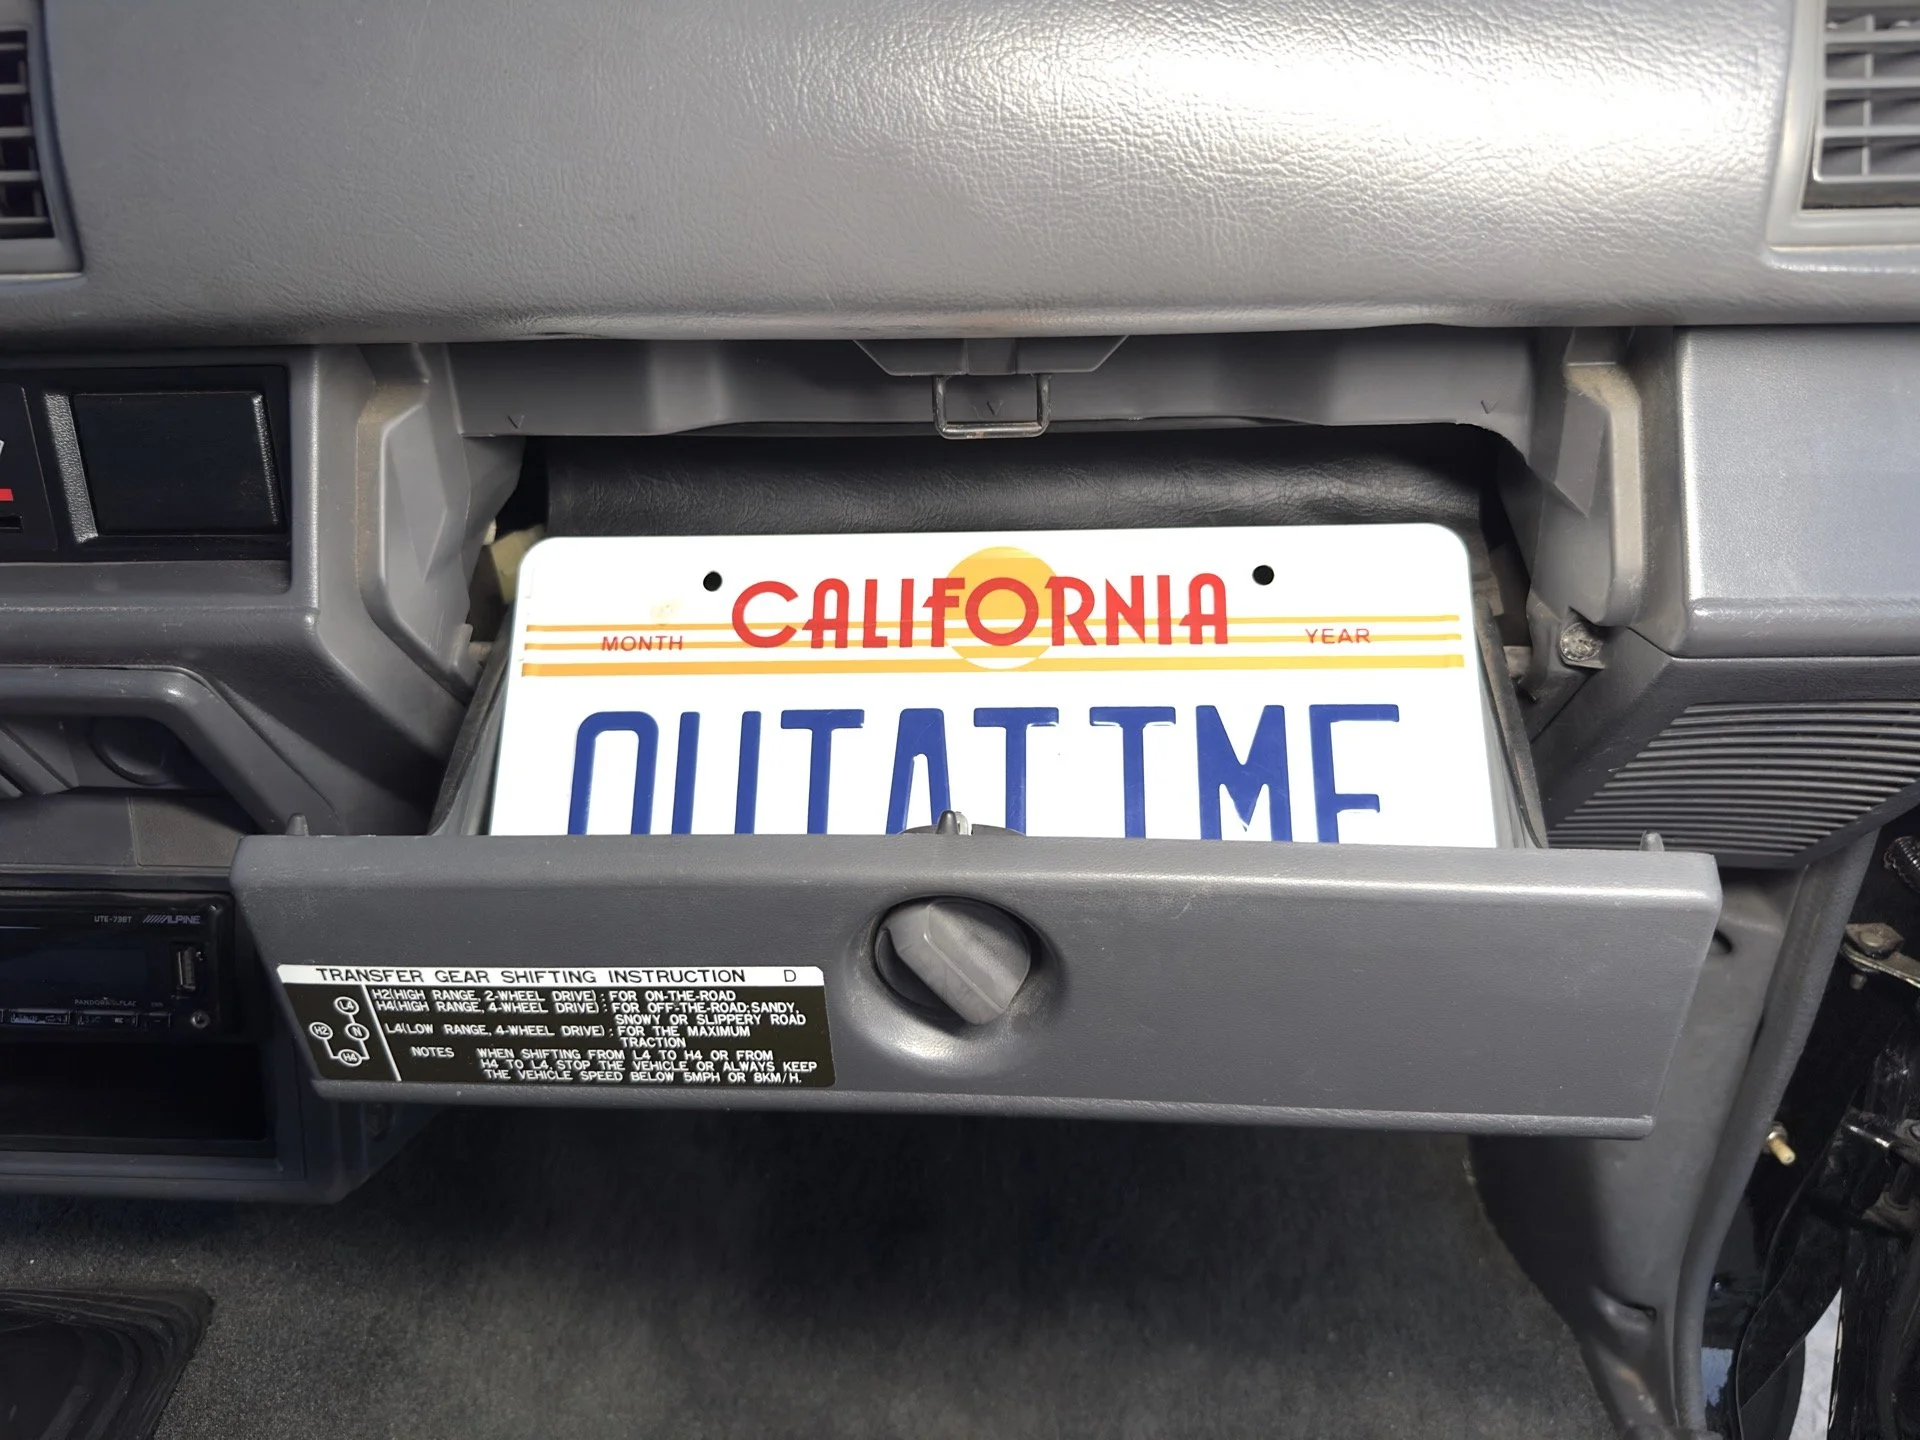 CALIFORNIA
MONTH
YEAR
OUTATIME
UTE-73BT ALPINE
TRANSFER GEAR SHIFTING INSTRUCTION D
H2(HIGH RANGE, 2-WHEEL DRIVE) : FOR ON-THE-ROAD
H4(HIGH RANGE, 4-WHEEL DRIVE) : FOR OFF-THE-ROAD; SANDY,
SNOWY OR SLIPPERY ROAD
L4(LOW RANGE, 4-WHEEL DRIVE) : FOR THE MAXIMUM
TRACTION
L4
H2
N
H4
NOTES WHEN SHIFTING FROM L4 TO H4 OR FROM
H4 TO L4, STOP THE VEHICLE OR ALWAYS KEEP
THE VEHICLE SPEED BELOW 5MPH OR 8KM/H.